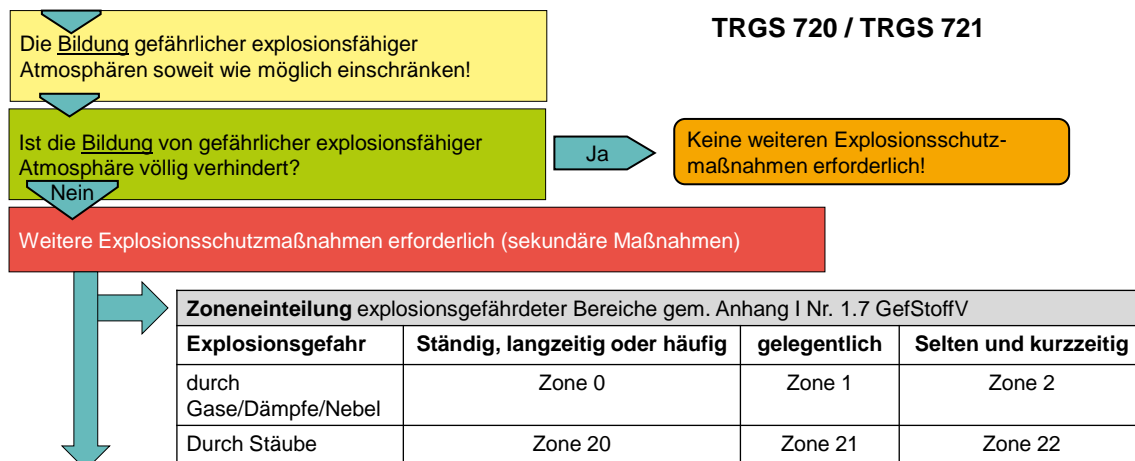 TRGS 720 / TRGS 721
Die Bildung gefährlicher explosionsfähiger
Atmosphären soweit wie möglich einschränken!
Ist die Bildung von gefährlicher explosionsfähiger
Atmosphäre völlig verhindert?
Ja
Keine weiteren Explosionsschutz-
maßnahmen erforderlich!
Nein
Weitere Explosionsschutzmaßnahmen erforderlich (sekundäre Maßnahmen)
Zoneneinteilung explosionsgefährdeter Bereiche gem. Anhang I Nr. 1.7 GefStoffV
Explosionsgefahr Ständig, langzeitig oder häufig gelegentlich Selten und kurzzeitig
durch
Gase/Dämpfe/Nebel Zone 0 Zone 1 Zone 2
Durch Stäube Zone 20 Zone 21 Zone 22